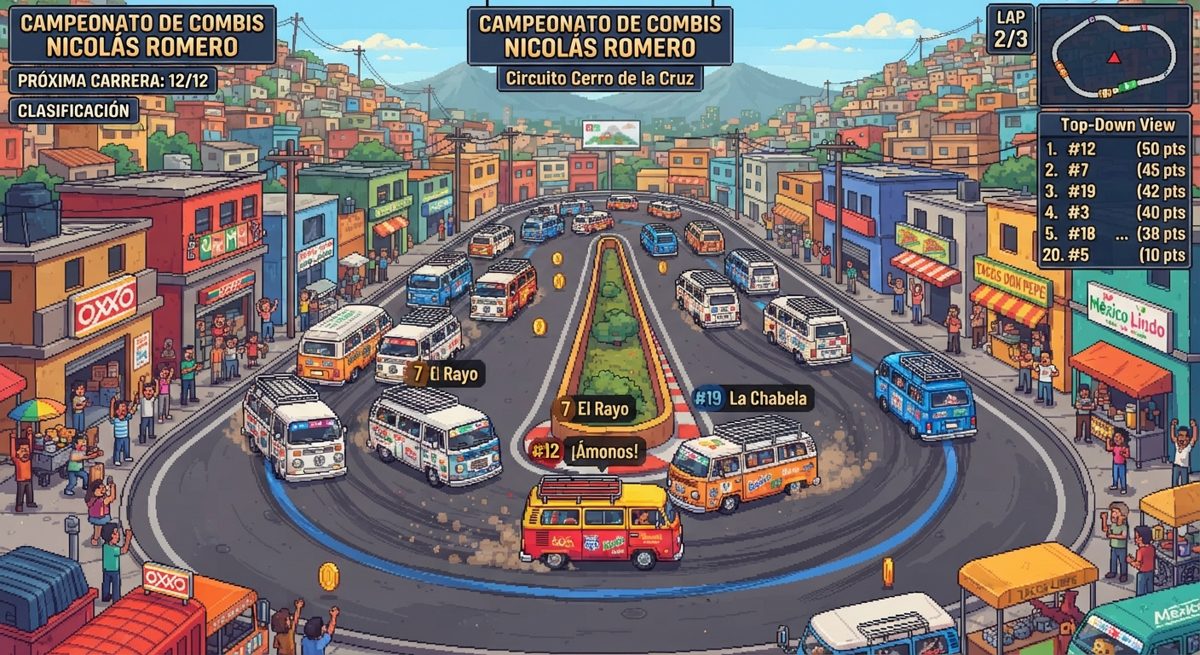 CAMPEONATO DE COMBIS
NICOLÁS ROMERO
PRÓXIMA CARRERA: 12/12
CLASIFICACIÓN
CAMPEONATO DE COMBIS
NICOLÁS ROMERO
Circuito Cerro de la Cruz
LAP
2/3
Top-Down View
1. #12 (50 pts
2. #7 (45 pts
3. #19 (42 pts
4. #3 (40 pts
5. #18 ... (38 pts
20. #5 (10 pts
OXXO
TACOS DON PEPE
México Lindo
7 El Rayo
7 El Rayo
#19 La Chabela
#12 ¡Ámonos!
OXXO
México